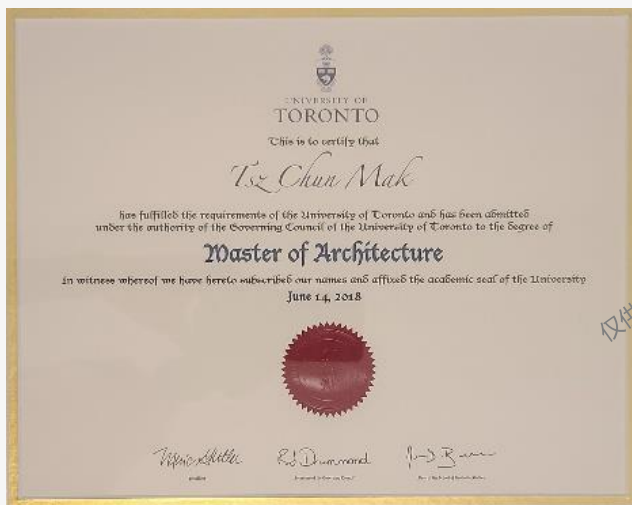 UNIVERSITY OF
TORONTO
This is to certify that
Tsz Chun Mak
has fulfilled the requirements of the University of Toronto and has been admitted
under the authority of the Governing Council of the University of Toronto to the degree of
Master of Architecture
In witness whereof we have hereto subscribed our names and affixed the academic seal of the University
June 14, 2018
仅供